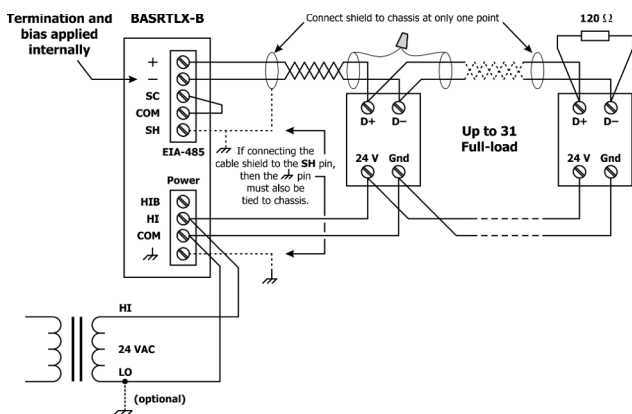 Termination and
bias applied
internally
BASRTLX-B
Connect shield to chassis at only one point
120 Ω
+
–
SC
COM
SH
EIA-485
D+ D–
24 V Gnd
Up to 31
Full-load
D+ D–
24 V Gnd
If connecting the
cable shield to the SH pin,
then the pin
must also be
tied to chassis.
Power
HIB
HI
COM
HI
24 VAC
LO
(optional)